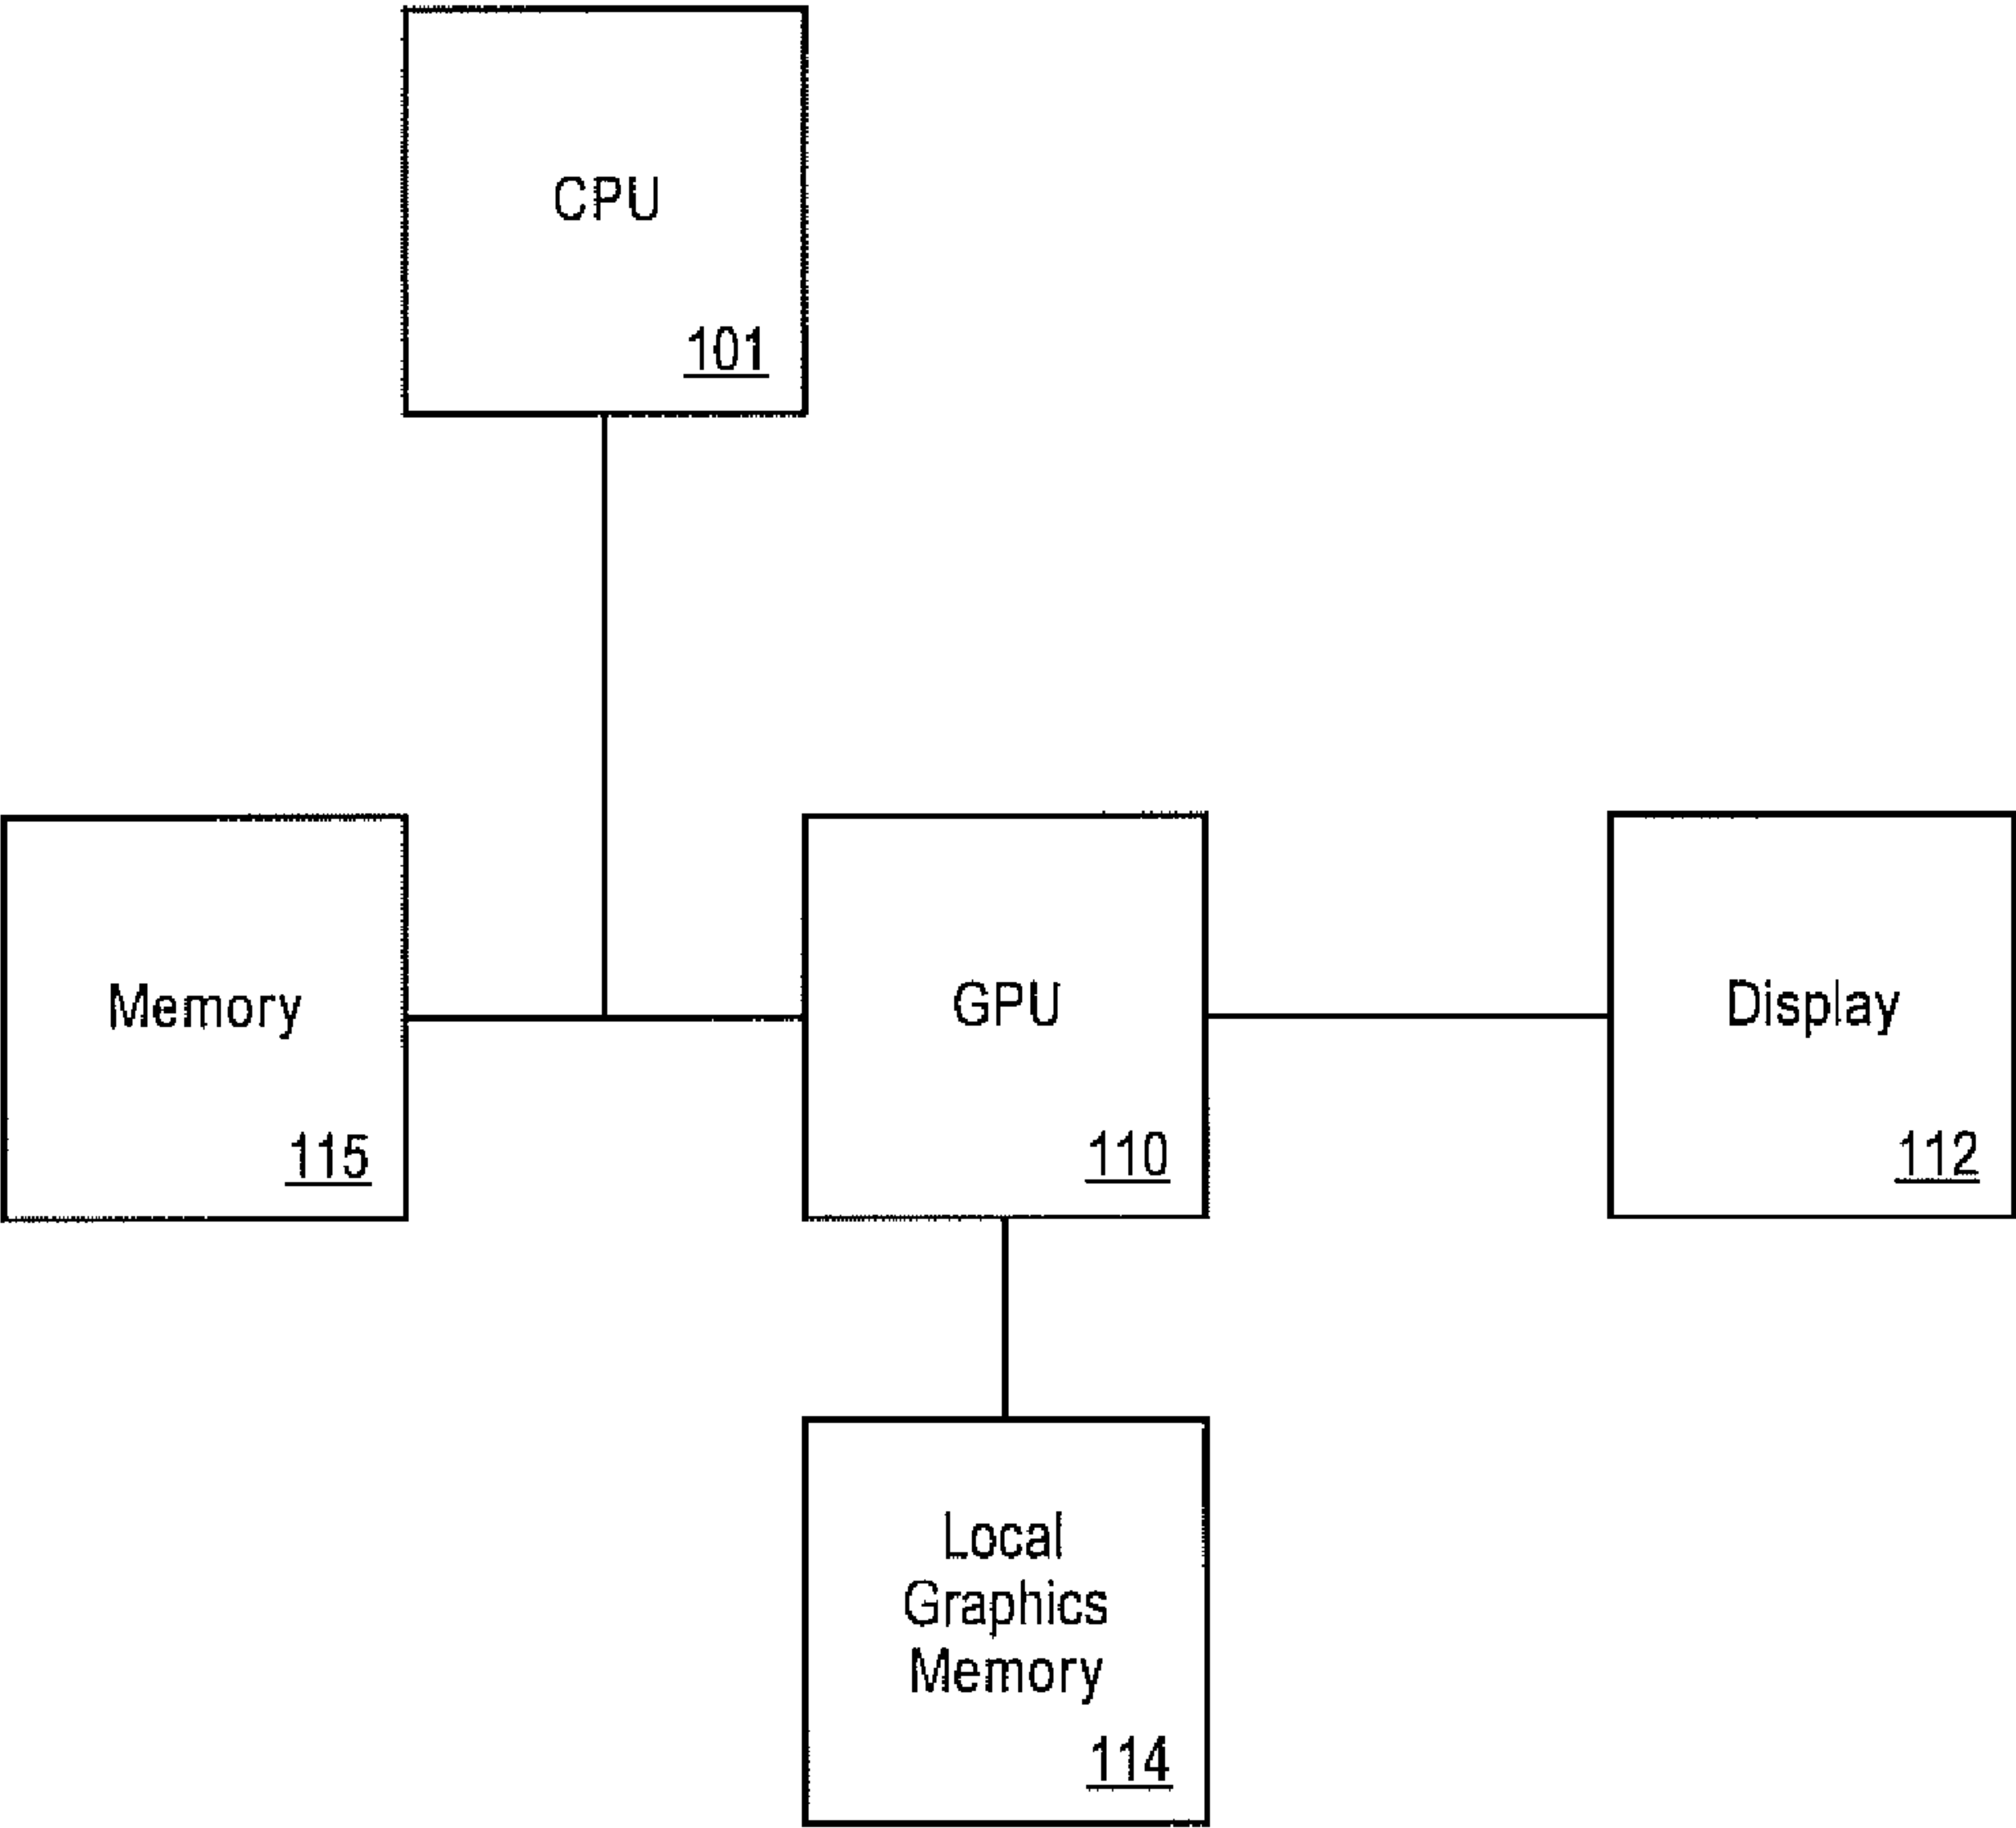 CPU
101
Memory
115
GPU
110
Display
112
Local
Graphics
Memory
114